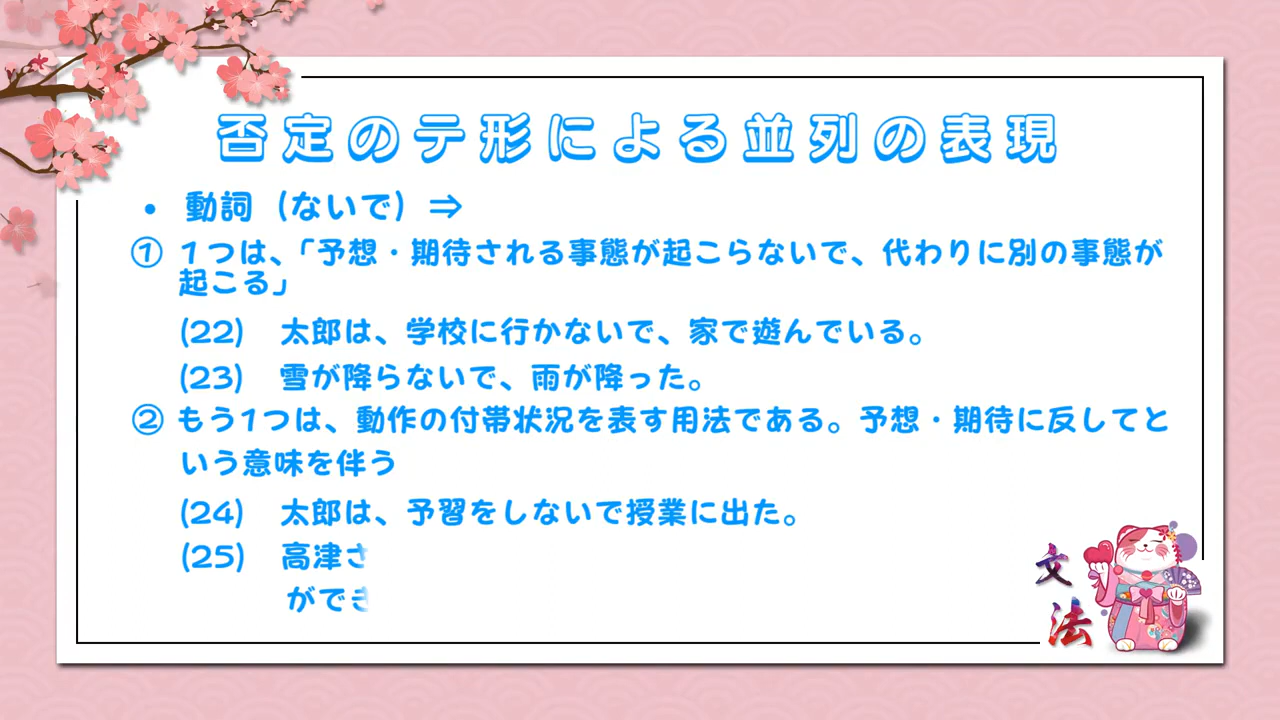 否定のテ形による並列の表現
• 動詞（ないで）⇒
① １つは、「予想・期待される事態が起こらないで、代わりに別の事態が
起こる」
(22) 太郎は、学校に行かないで、家で遊んでいる。
(23) 雪が降らないで、雨が降った。
② もう1つは、動作の付帯状況を表す用法である。予想・期待に反してと
いう意味を伴う
(24) 太郎は、予習をしないで授業に出た。
(25) 高津さ
ができ
文
法